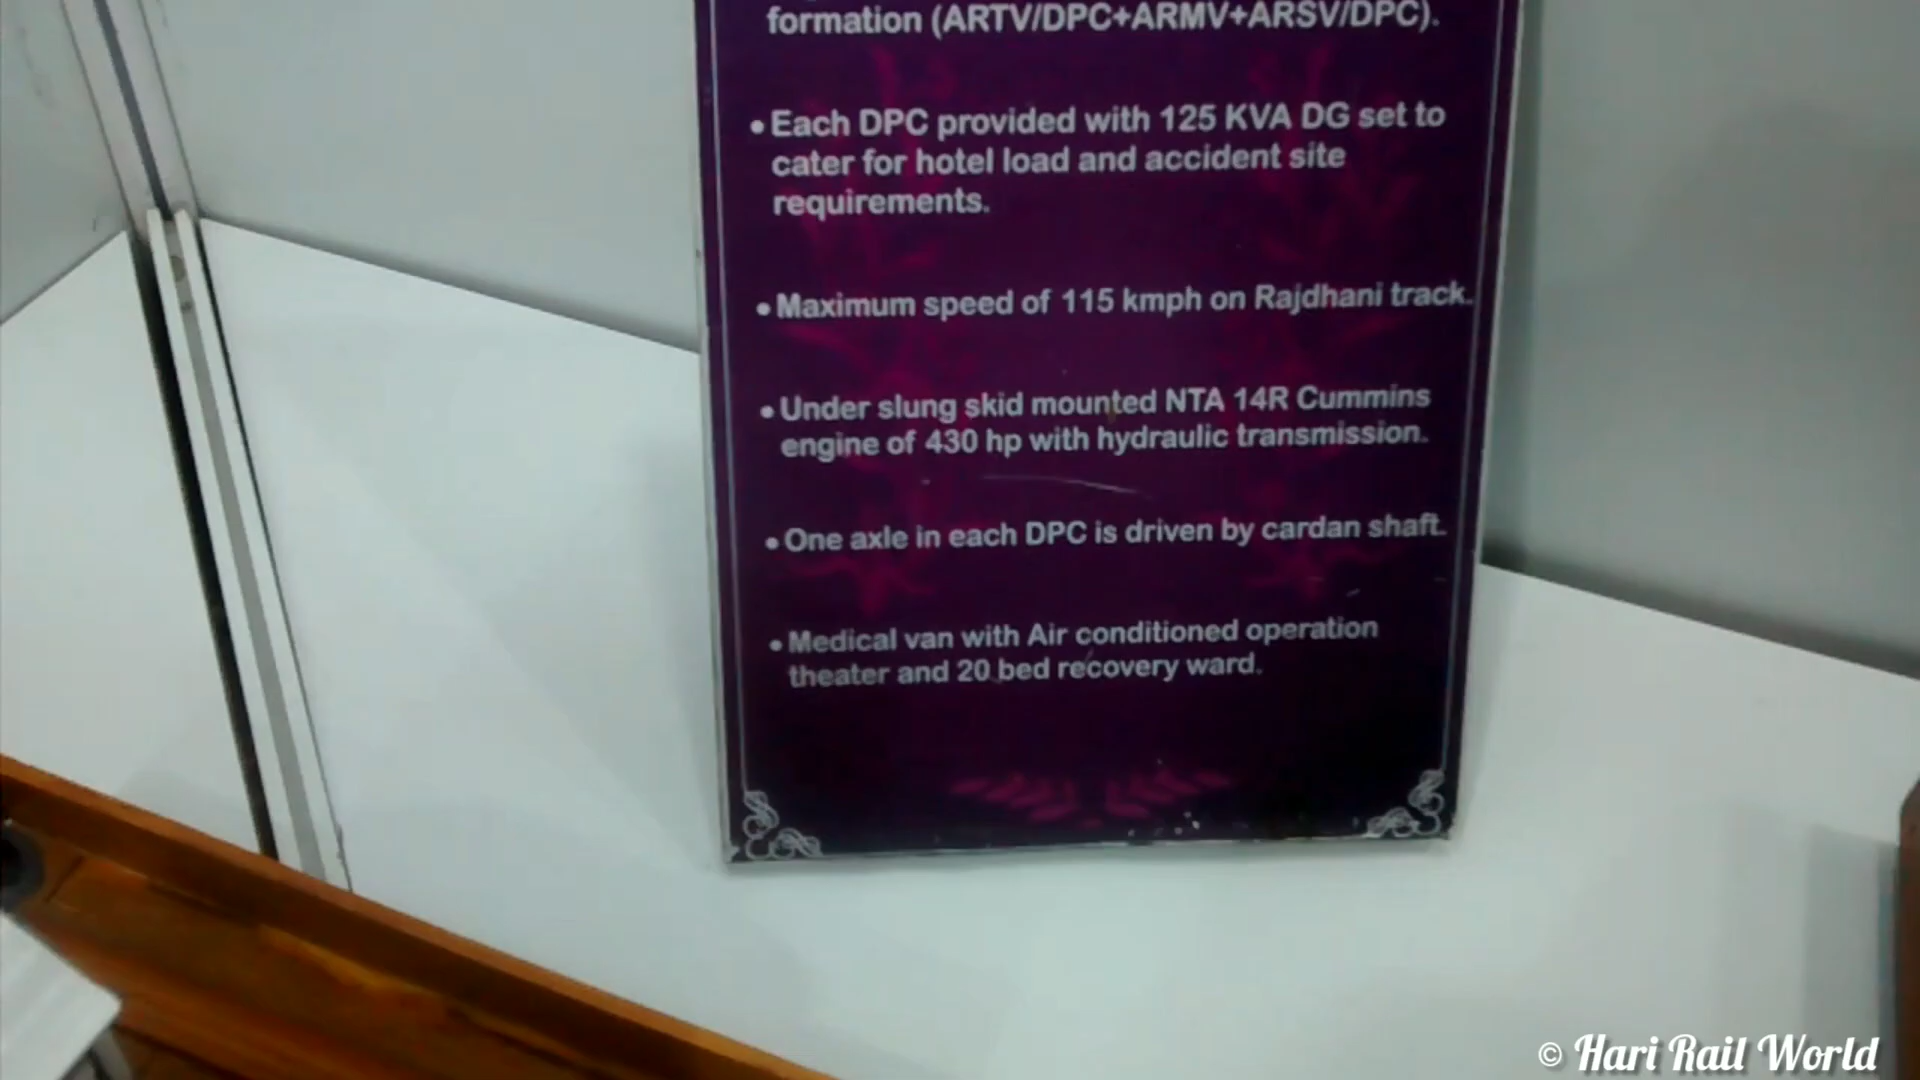 formation (ARTV/DPC+ARMV+ARSV/DPC).
• Each DPC provided with 125 KVA DG set to
cater for hotel load and accident site
requirements.
• Maximum speed of 115 kmph on Rajdhani track.
• Under slung skid mounted NTA 14R Cummins
engine of 430 hp with hydraulic transmission.
• One axle in each DPC is driven by cardan shaft.
• Medical van with Air conditioned operation
theater and 20 bed recovery ward.
© Hari Rail World